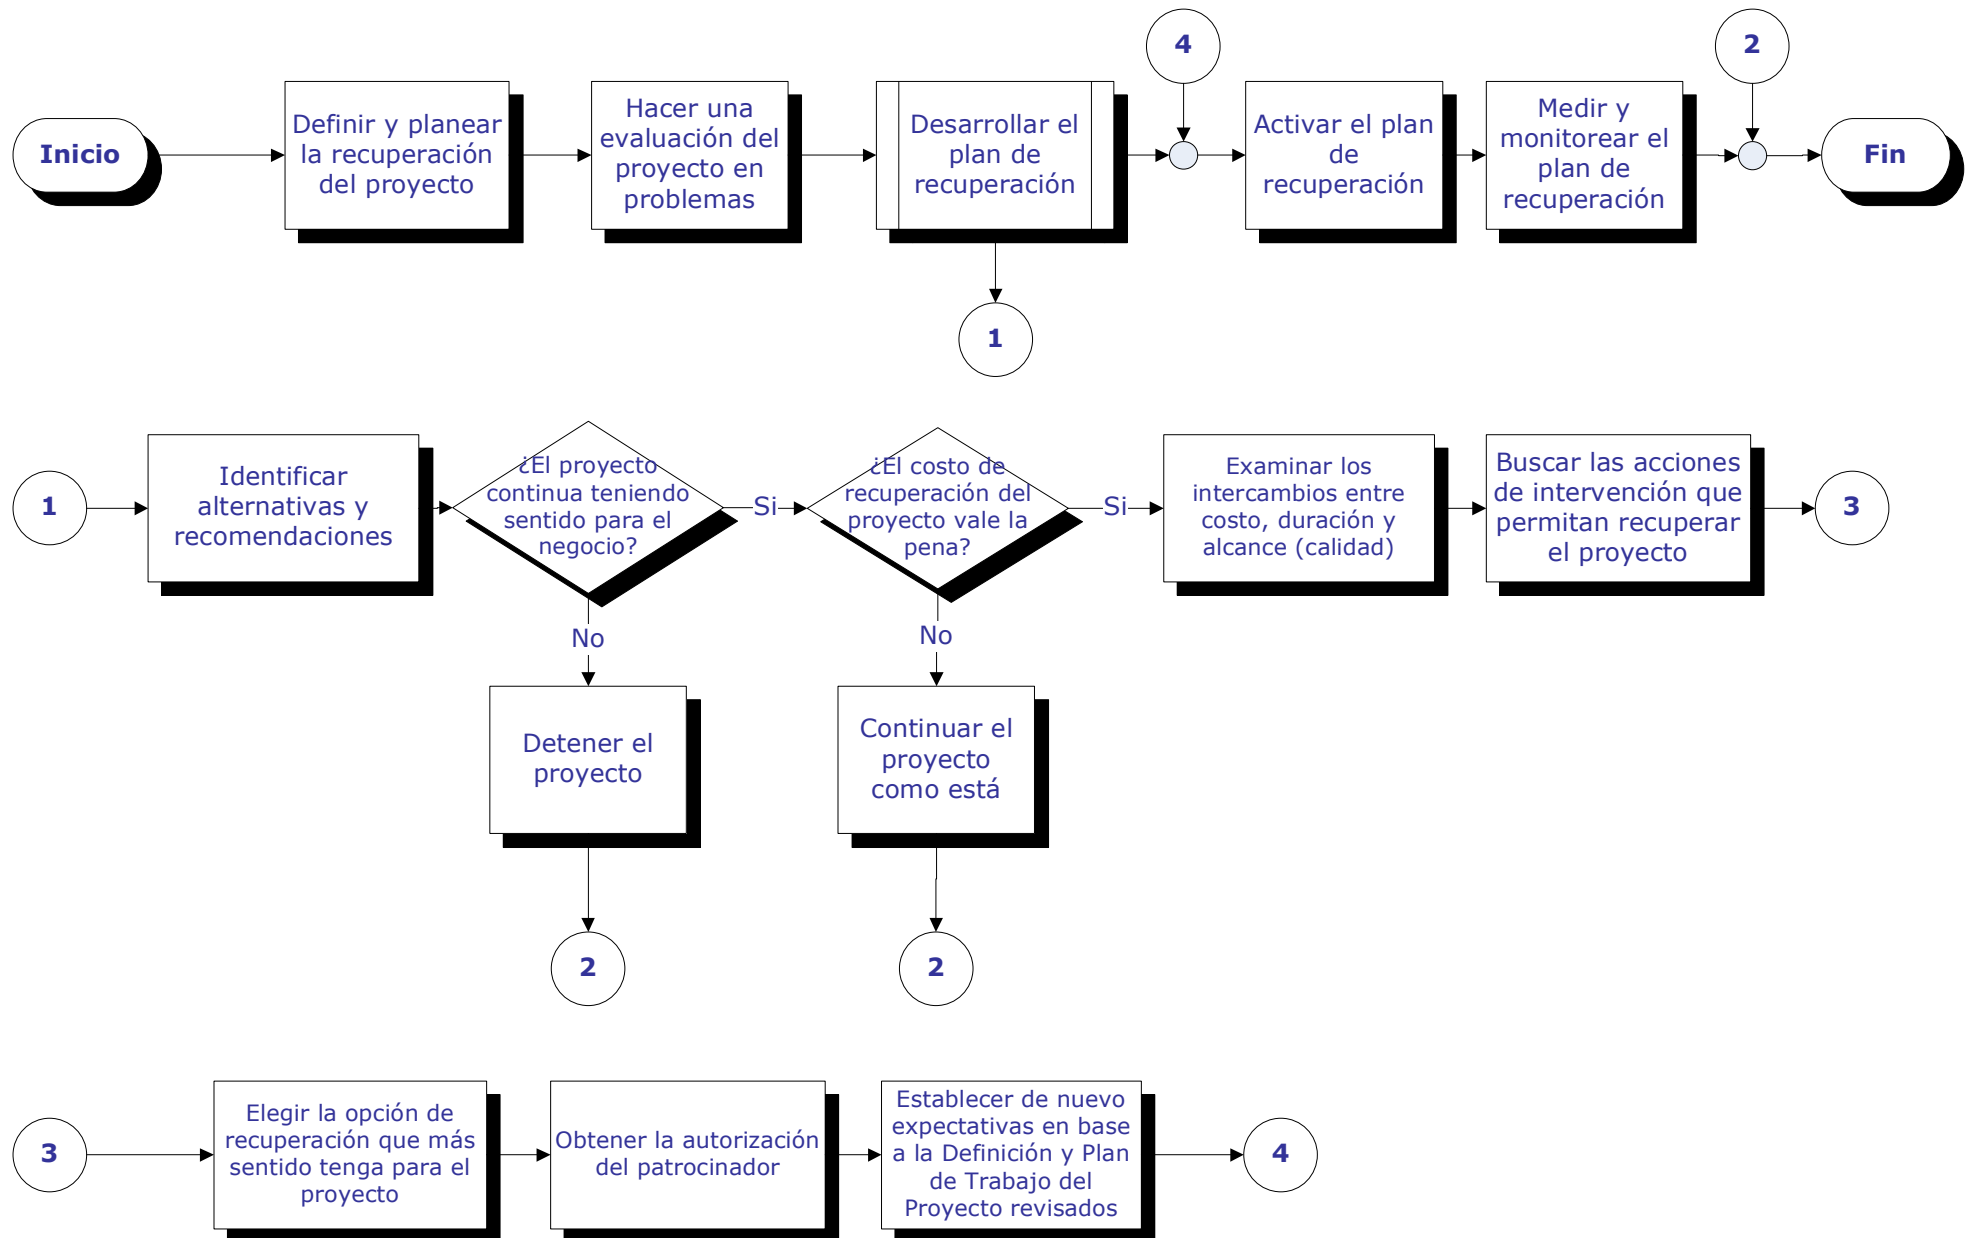 4
2
Inicio
Definir y planear
la recuperación
del proyecto
Hacer una
evaluación del
proyecto en
problemas
Desarrollar el
plan de
recuperación
Activar el plan
de
recuperación
Medir y
monitorear el
plan de
recuperación
Fin
1
1
Identificar
alternativas y
recomendaciones
¿El proyecto
continua teniendo
sentido para el
negocio?
Si
¿El costo de
recuperación del
proyecto vale la
pena?
Si
Examinar los
intercambios entre
costo, duración y
alcance (calidad)
Buscar las acciones
de intervención que
permitan recuperar
el proyecto
3
No
No
Detener el
proyecto
Continuar el
proyecto
como está
2
2
3
Elegir la opción de
recuperación que más
sentido tenga para el
proyecto
Obtener la autorización
del patrocinador
Establecer de nuevo
expectativas en base
a la Definición y Plan
de Trabajo del
Proyecto revisados
4